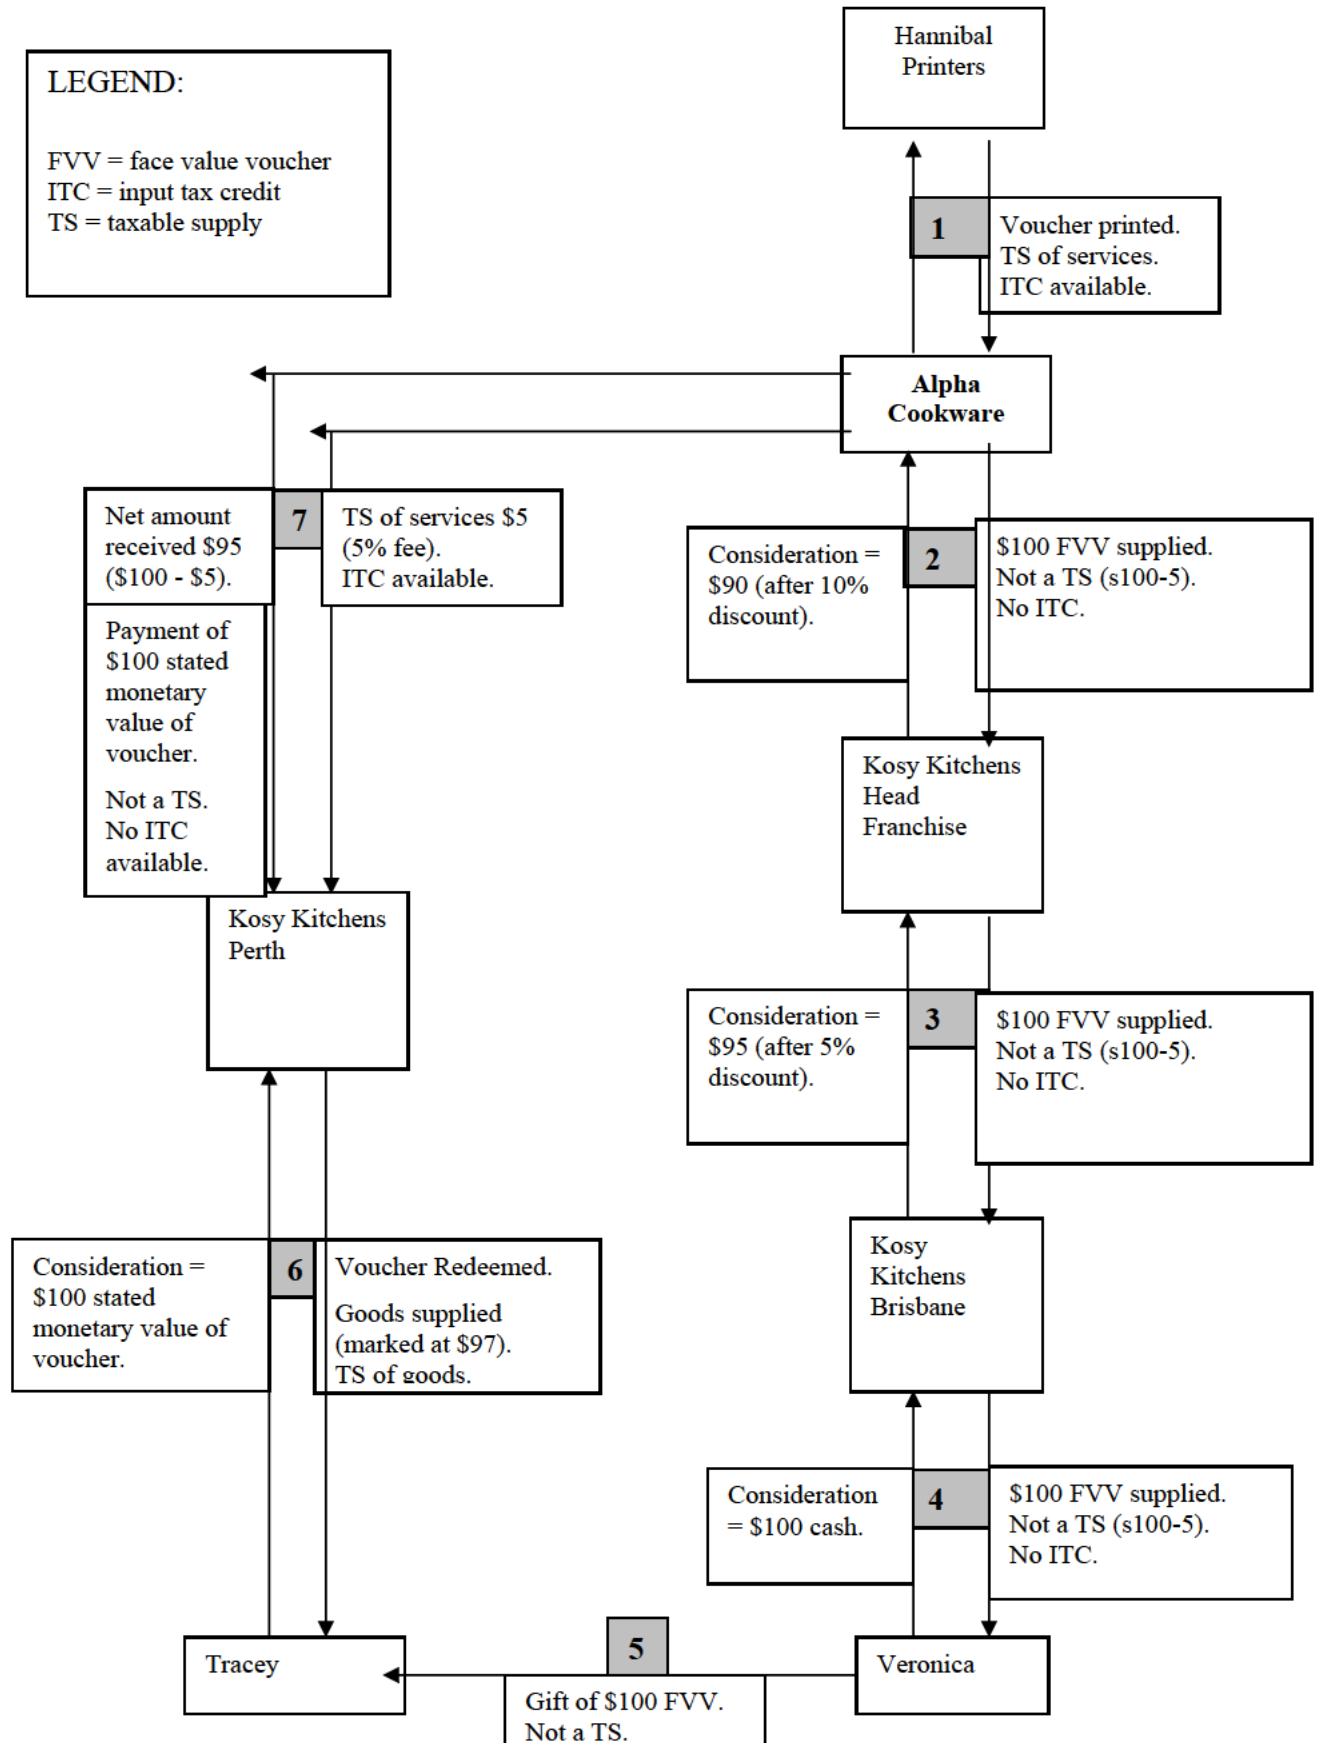 Hannibal
Printers
LEGEND:
FVV = face value voucher
ITC = input tax credit
TS = taxable supply
1
Voucher printed.
TS of services.
ITC available.
Alpha
Cookware
Net amount
received $95
($100 - $5).
7
TS of services $5
(5% fee).
ITC available.
Payment of
$100 stated
monetary
value of
voucher.
Not a TS.
No ITC
available.
Consideration =
$90 (after 10%
discount).
2
$100 FVV supplied.
Not a TS (s100-5).
No ITC.
Kosy Kitchens
Head
Franchise
Kosy Kitchens
Perth
Consideration =
$95 (after 5%
discount).
3
$100 FVV supplied.
Not a TS (s100-5).
No ITC.
Kosy
Kitchens
Brisbane
Consideration =
$100 stated
monetary value of
voucher.
6
Voucher Redeemed.
Goods supplied
(marked at $97).
TS of goods.
Consideration
= $100 cash.
4
$100 FVV supplied.
Not a TS (s100-5).
No ITC.
Tracey
5
Veronica
Gift of $100 FVV.
Not a TS.